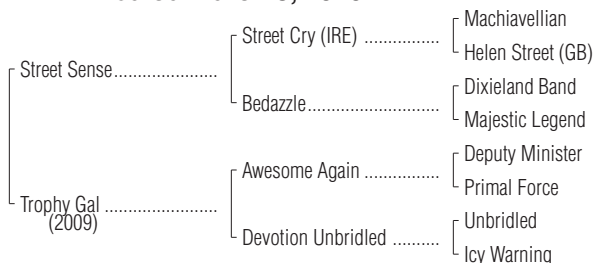 Machiavellian
Street Cry (IRE) ................
Helen Street (GB)
Street Sense......................
Dixieland Band
Bedazzle............................
Majestic Legend
Deputy Minister
Awesome Again ................
Primal Force
Trophy Gal ........................
(2009)
Unbridled
Devotion Unbridled ..........
Icy Warning